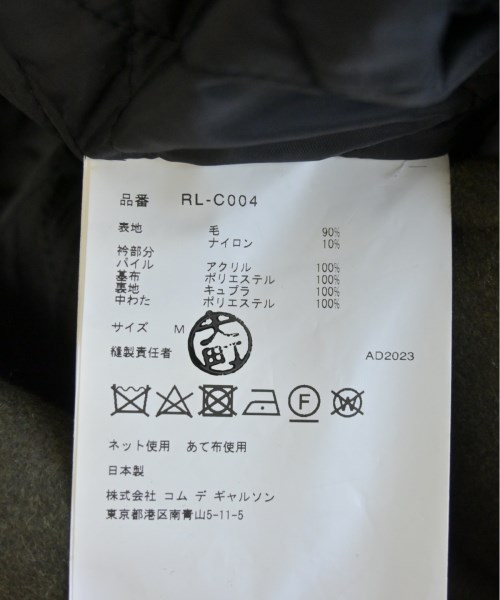 品番 RL-C004
表地 毛 90%
ナイロン 10%
衿部分
パイル アクリル 100%
基布 ポリエステル 100%
裏地 キュプラ 100%
中わた ポリエステル 100%
サイズ M
大町
縫製責任者 AD2023
F W
ネット使用 あて布使用
日本製
株式会社 コム デ ギャルソン
東京都港区南青山5-11-5